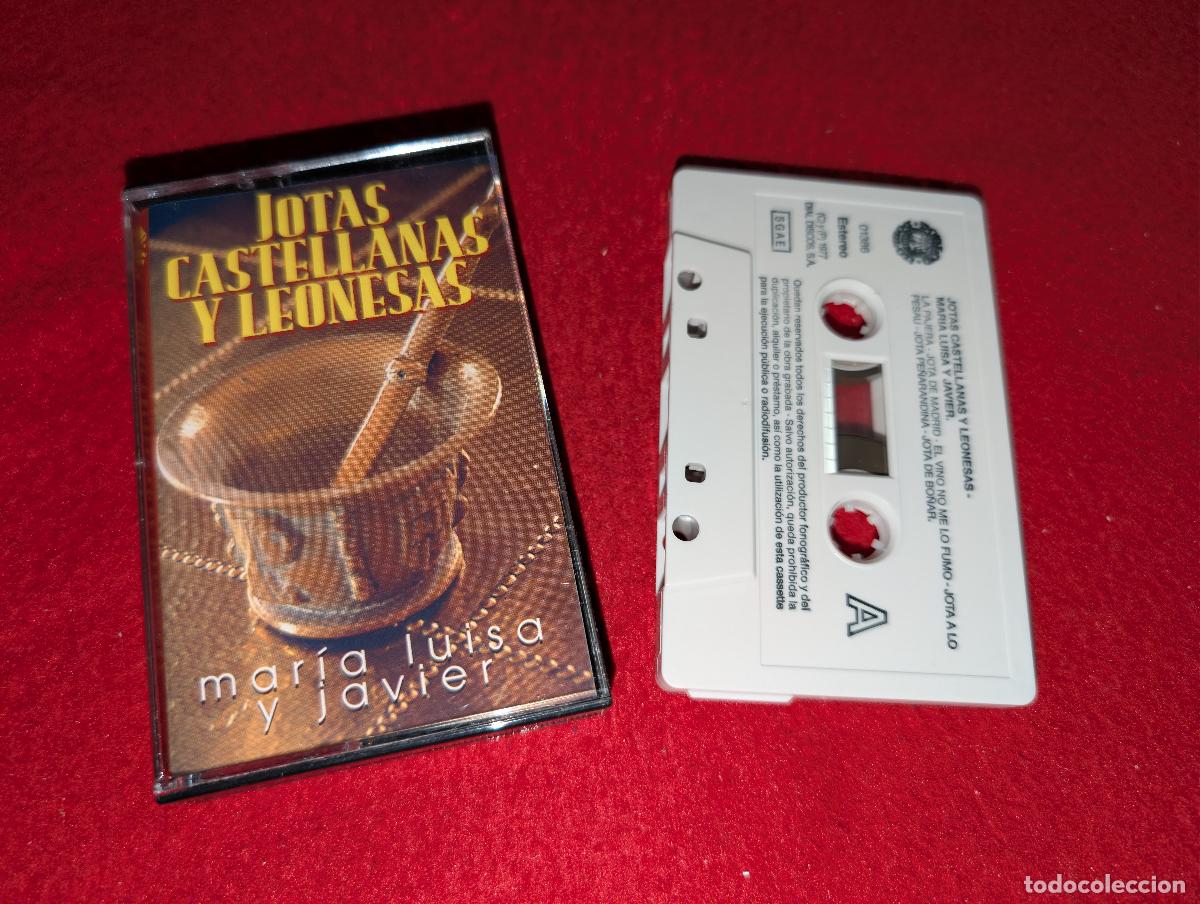 JOTAS
CASTELLANAS
Y LEONESAS
maría luisa
y javier
JOTAS CASTELLANAS Y LEONESAS -
MARIA LUISA Y JAVIER.
LA PAJERA - JOTA DE MADRID - EL VINO NO ME LO FUMO - JOTA A LO
PESAU - JOTA PEÑARANDINA - JOTA DE BOÑAR.
Estereo
(C) y (P) 1977
DIAL DISCOS, S.A.
SGAE
A
Quedan reservados todos los derechos del productor fonográfico y del
propietario de la obra grabada - Salvo autorización, queda prohibida la
duplicación, alquiler o préstamo, así como la utilización de esta cassette
para la ejecución pública o radiodifusión.
todocoleccion